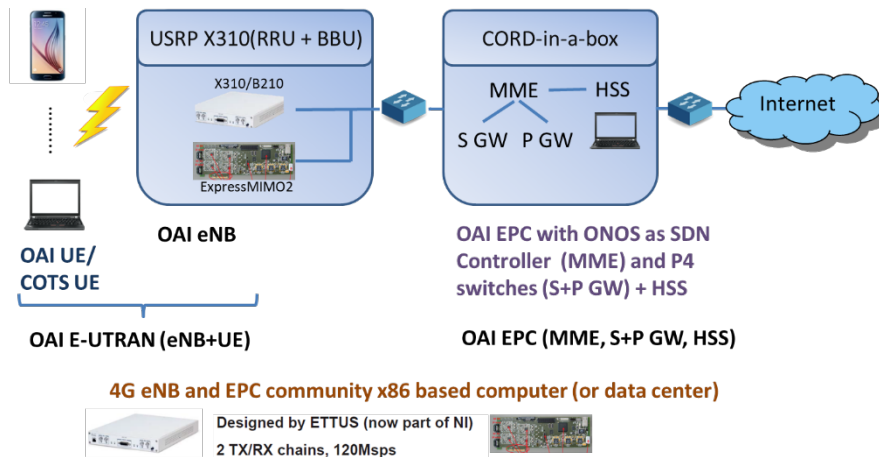 USRP X310(RRU + BBU)
CORD-in-a-box
X310/B210
MME
HSS
Internet
S GW
P GW
ExpressMIMO2
OAI eNB
OAI UE/
COTS UE
OAI EPC with ONOS as SDN
Controller (MME) and P4
switches (S+P GW) + HSS
OAI E-UTRAN (eNB+UE)
OAI EPC (MME, S+P GW, HSS)
4G eNB and EPC community x86 based computer (or data center)
Designed by ETTUS (now part of NI)
2 TX/RX chains, 120Msps